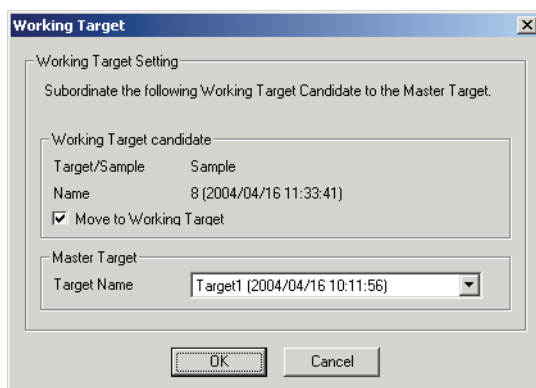 Working Target
Working Target Setting
Subordinate the following Working Target Candidate to the Master Target.
Working Target candidate
Target/Sample Sample
Name 8 (2004/04/16 11:33:41)
Move to Working Target
Master Target
Target Name Target1 (2004/04/16 10:11:56)
OK Cancel